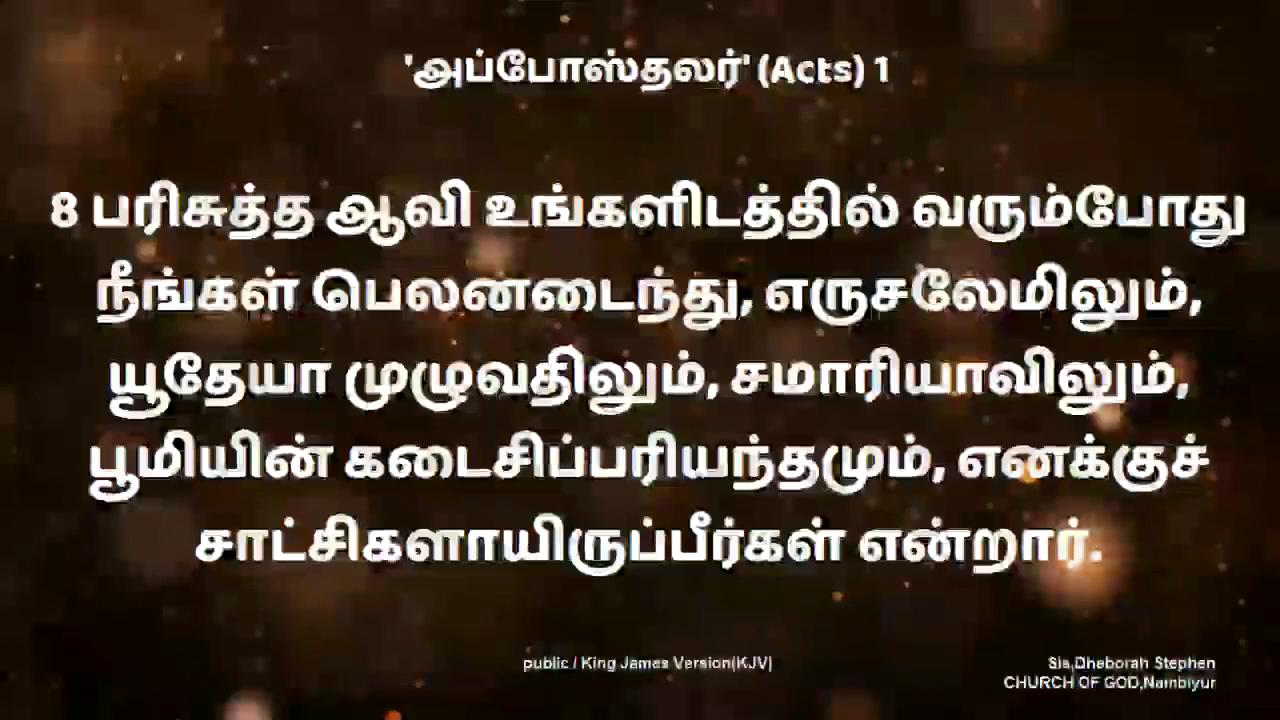 'அப்போஸ்தலர்' (Acts) 1
8 பரிசுத்த ஆவி உங்களிடத்தில் வரும்போது
நீங்கள் பெலனடைந்து, எருசலேமிலும்,
யூதேயா முழுவதிலும், சமாரியாவிலும்,
பூமியின் கடைசிப்பரியந்தமும், எனக்குச்
சாட்சிகளாயிருப்பீர்கள் என்றார்.
public / King James Version(KJV)
Sis,Dheborah Stephen
CHURCH OF GOD,Nambiyur